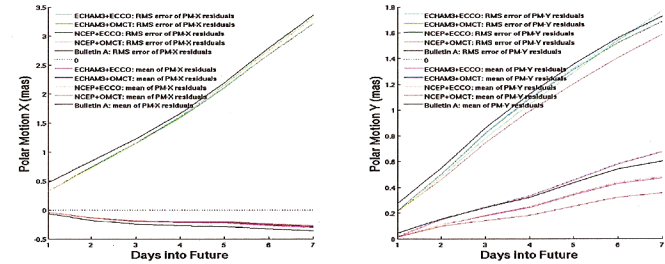 ECHAM3+ECCO: RMS error of PM-X residuals
ECHAM3+OMCT: RMS error of PM-X residuals
NCEP+ECCO: RMS error of PM-X residuals
NCEP+OMCT: RMS error of PM-X residuals
Bulletin A: RMS error of PM-X residuals
0
ECHAM3+ECCO: mean of PM-X residuals
ECHAM3+OMCT: mean of PM-X residuals
NCEP+ECCO: mean of PM-X residuals
NCEP+OMCT: mean of PM-X residuals
Bulletin A: mean of PM-X residuals
Polar Motion X (mas)
3.5
3
2.5
2
1.5
1
0.5
0
-0.5
1 2 3 4 5 6 7
Days into Future
ECHAM3+ECCO: RMS error of PM-Y residuals
ECHAM3+OMCT: RMS error of PM-Y residuals
NCEP+ECCO: RMS error of PM-Y residuals
NCEP+OMCT: RMS error of PM-Y residuals
Bulletin A: RMS error of PM-Y residuals
0
ECHAM3+ECCO: mean of PM-Y residuals
ECHAM3+OMCT: mean of PM-Y residuals
NCEP+ECCO: mean of PM-Y residuals
NCEP+OMCT: mean of PM-Y residuals
Bulletin A: mean of PM-Y residuals
Polar Motion Y (mas)
1.8
1.6
1.4
1.2
1
0.8
0.6
0.4
0.2
0
1 2 3 4 5 6 7
Days into Future